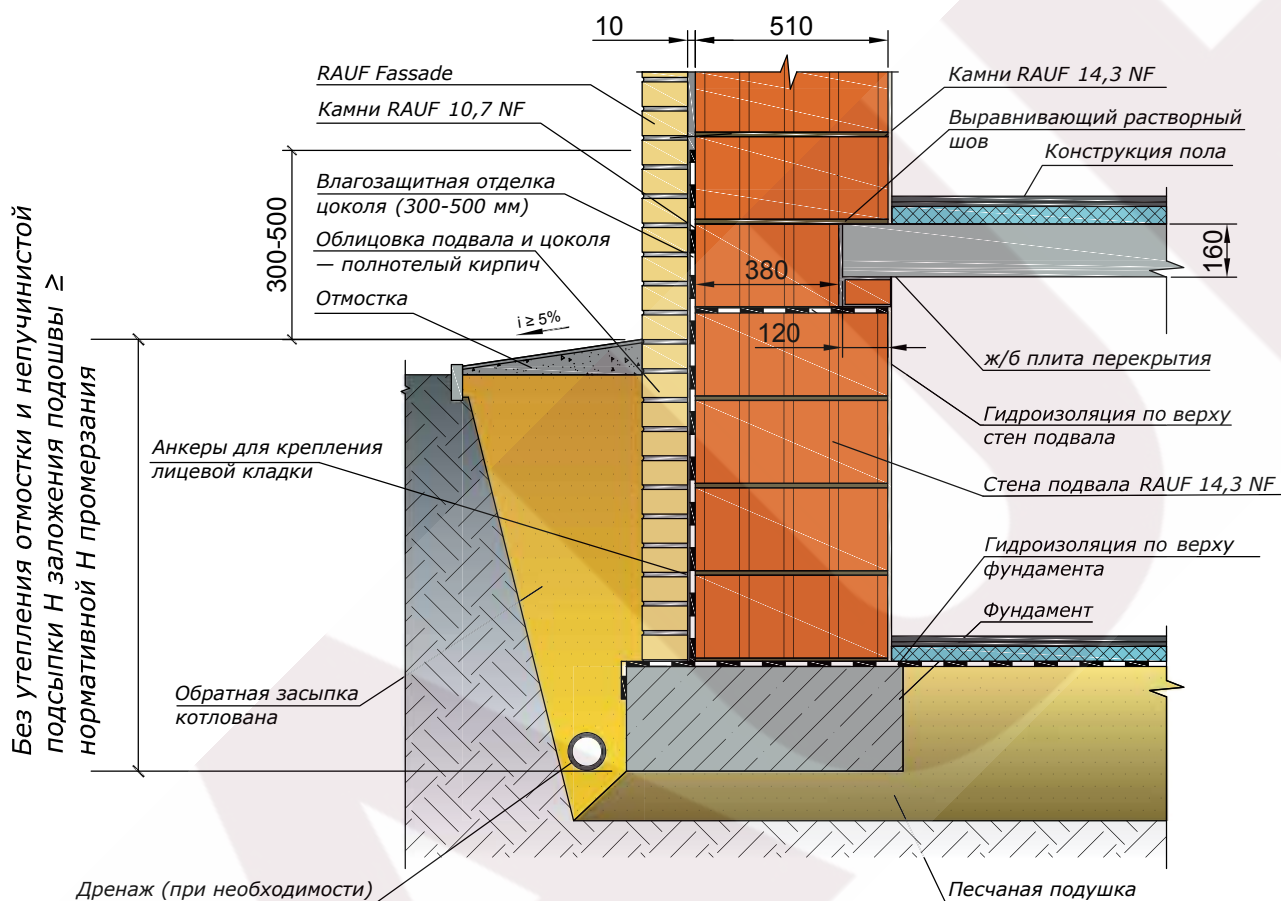 10
510
RAUF Fassade
Камни RAUF 10,7 NF
Влагозащитная отделка
цоколя (300-500 мм)
Облицовка подвала и цоколя
— полнотелый кирпич
Отмостка
i ≥ 5%
300-500
Без утепления отмостки и непучинистой
подсыпки Н заложения подошвы ≥
нормативной Н промерзания
Анкеры для крепления
лицевой кладки
Обратная засыпка
котлована
Дренаж (при необходимости)
Камни RAUF 14,3 NF
Выравнивающий растворный
шов
Конструкция пола
160
380
120
ж/б плита перекрытия
Гидроизоляция по верху
стен подвала
Стена подвала RAUF 14,3 NF
Гидроизоляция по верху
фундамента
Фундамент
Песчаная подушка